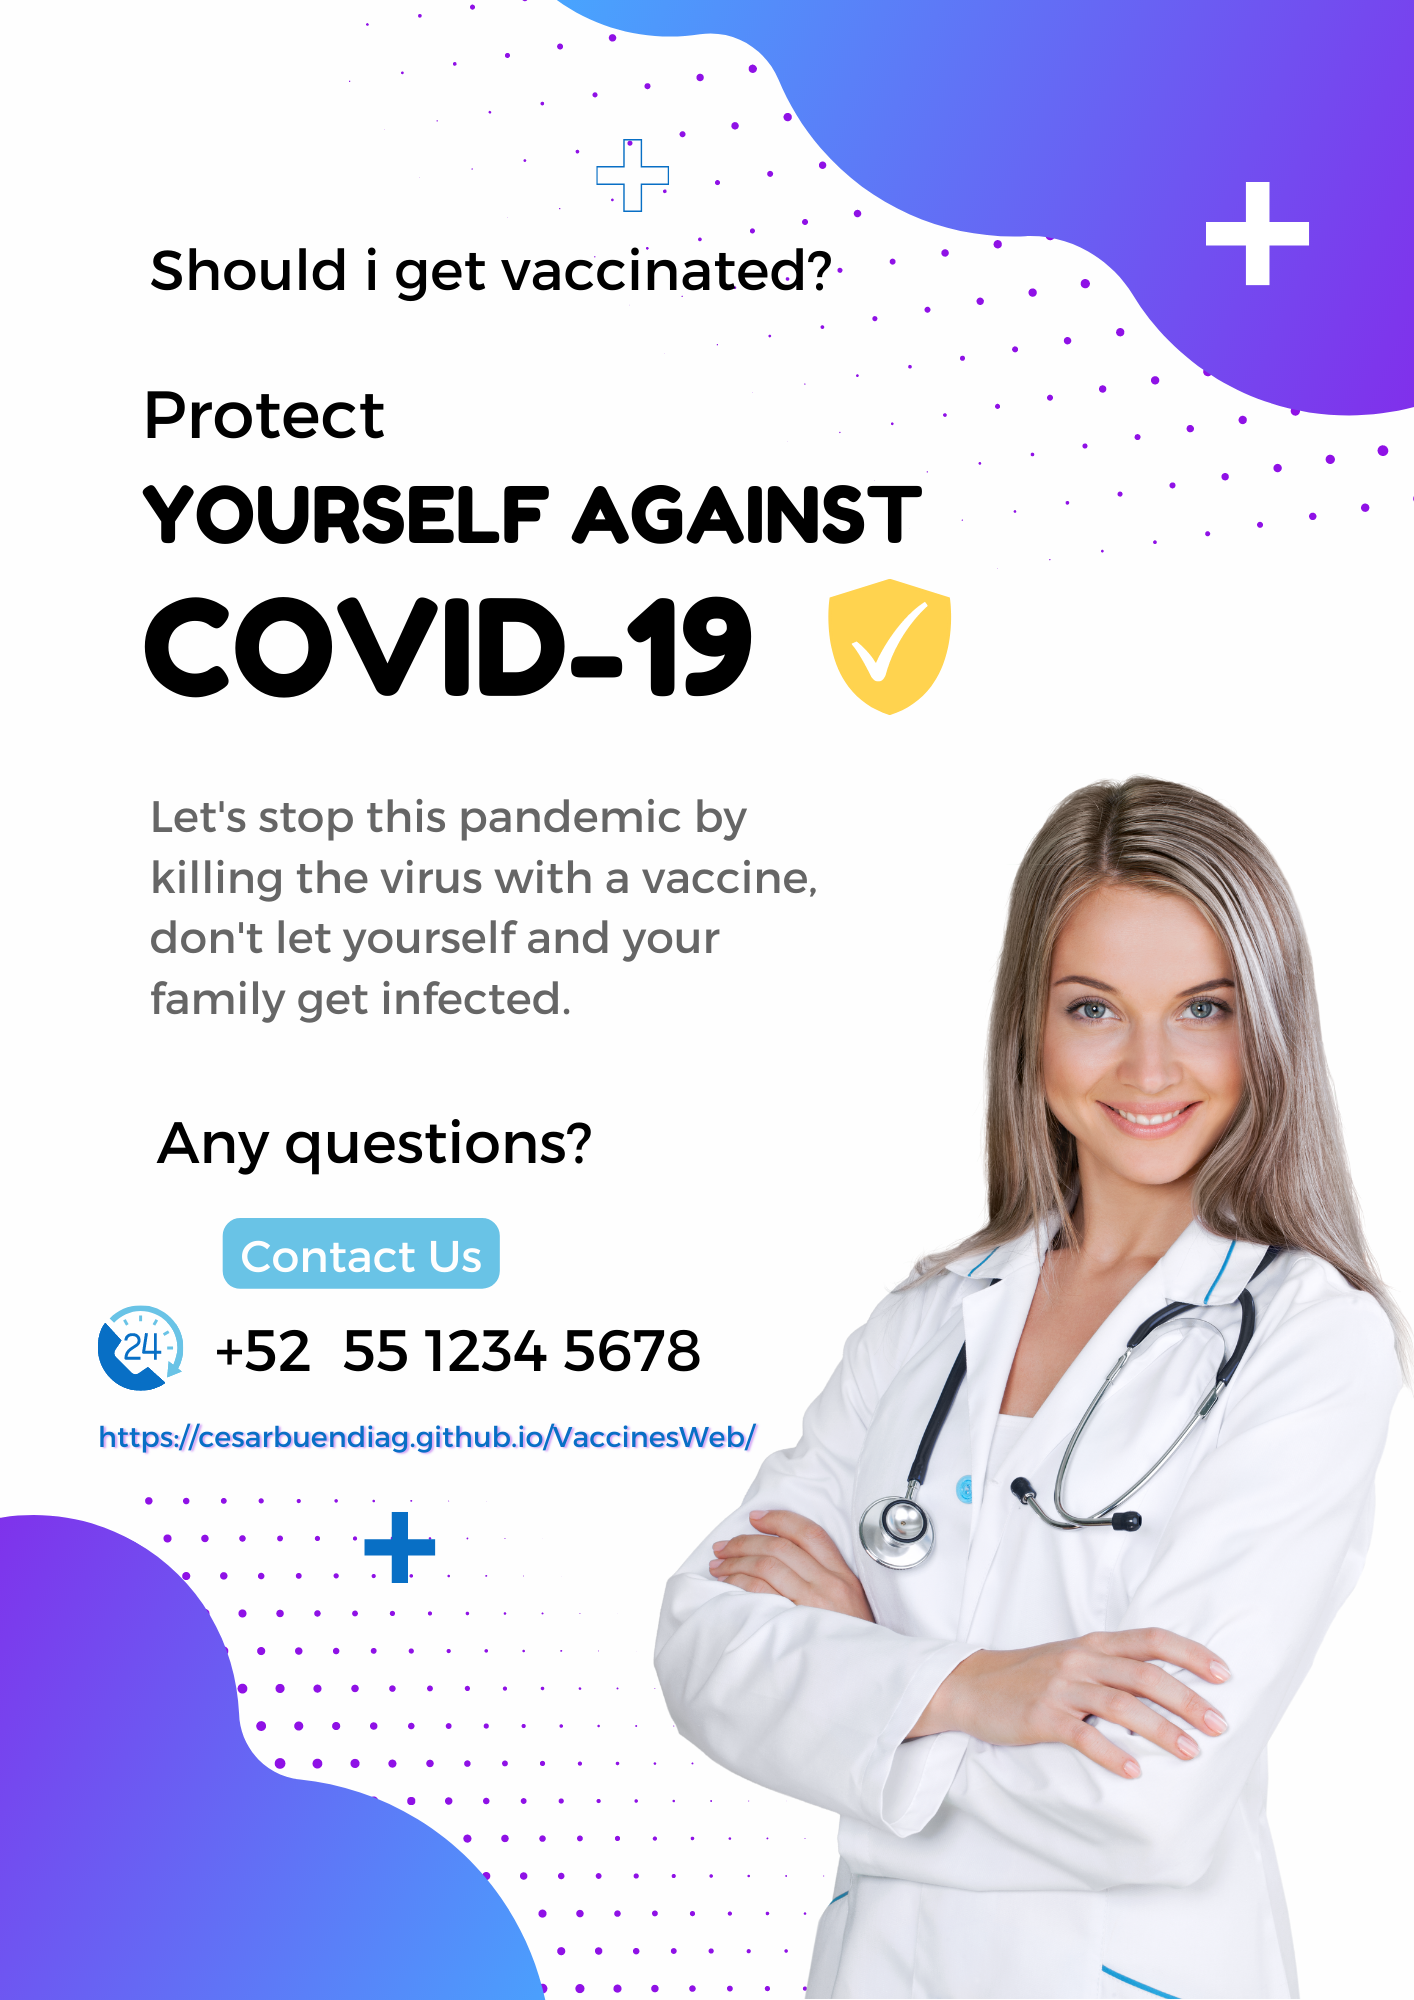 Should i get vaccinated?
Protect
YOURSELF AGAINST
COVID-19
Let's stop this pandemic by
killing the virus with a vaccine,
don't let yourself and your
family get infected.
Any questions?
Contact Us
24
+52  55 1234 5678
https://cesarbuendiag.github.io/VaccinesWeb/